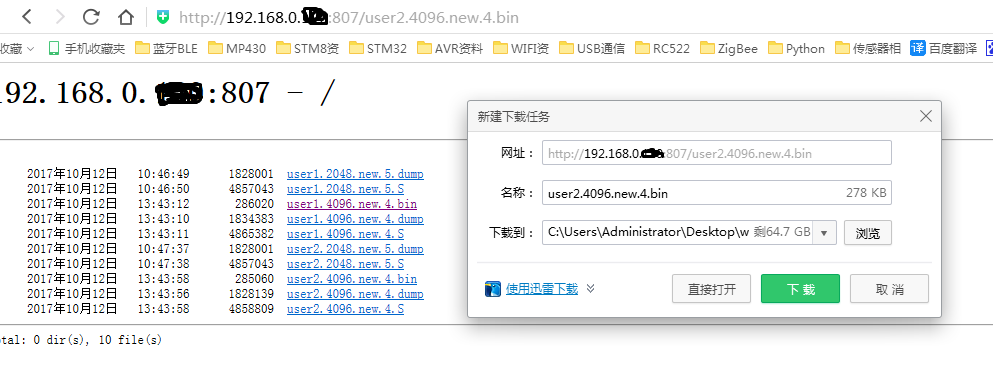 http://192.168.0. :807/user2.4096.new.4.bin
收藏 手机收藏夹 蓝牙BLE MP430 STM8资 STM32 AVR资料 WIFI资 USB通信 RC522 ZigBee Python 传感器相 译 百度翻译
192.168.0. :807 - /
2017年10月12日 10:46:49 1828001 user1.2048.new.5.dump
2017年10月12日 10:46:50 4857043 user1.2048.new.5.S
2017年10月12日 13:43:12 286020 user1.4096.new.4.bin
2017年10月12日 13:43:10 1834383 user1.4096.new.4.dump
2017年10月12日 13:43:11 4865382 user1.4096.new.4.S
2017年10月12日 10:47:37 1828001 user2.2048.new.5.dump
2017年10月12日 10:47:38 4857043 user2.2048.new.5.S
2017年10月12日 13:43:58 285060 user2.4096.new.4.bin
2017年10月12日 13:43:56 1828139 user2.4096.new.4.dump
2017年10月12日 13:43:58 4858809 user2.4096.new.4.S
otal: 0 dir(s), 10 file(s)
新建下载任务
网址： http://192.168.0. :807/user2.4096.new.4.bin
名称： user2.4096.new.4.bin 278 KB
下载到： C:\Users\Administrator\Desktop\w 剩64.7 GB 浏览
使用迅雷下载 直接打开 下载 取消